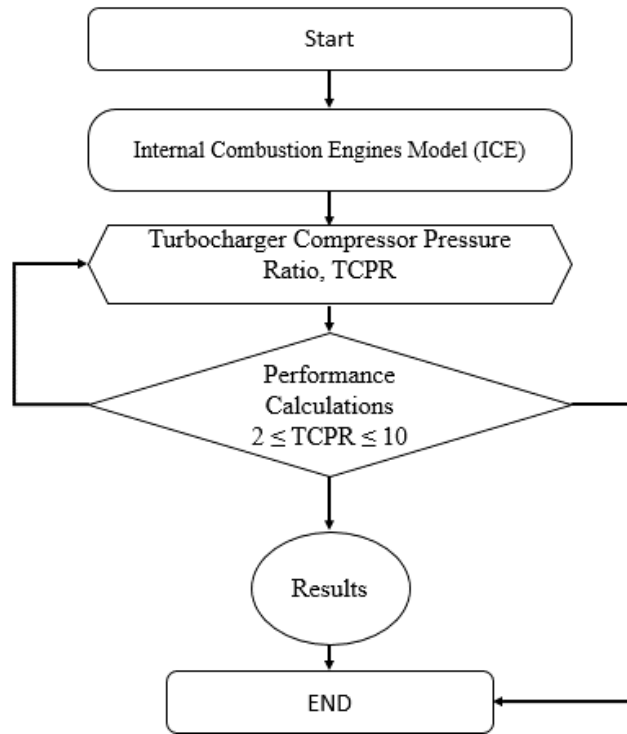 Start
Internal Combustion Engines Model (ICE)
Turbocharger Compressor Pressure
Ratio, TCPR
Performance
Calculations
2 ≤ TCPR ≤ 10
Results
END